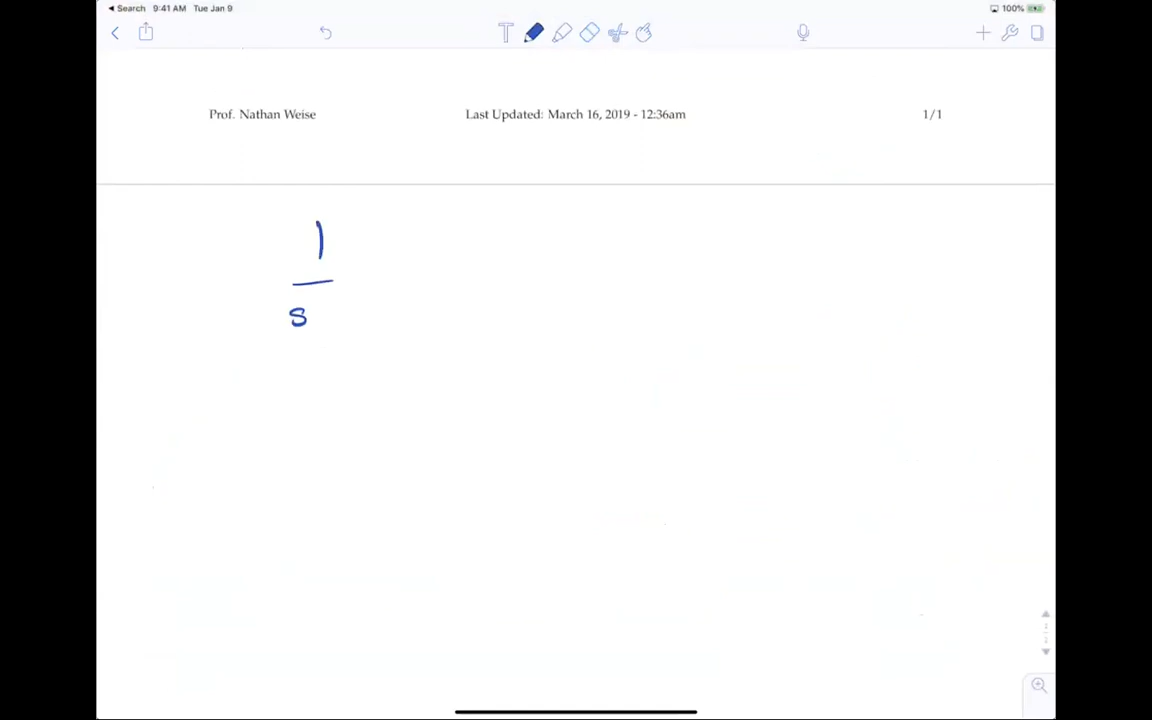 Search 9:41 AM Tue Jan 9 100%
T
Prof. Nathan Weise Last Updated: March 16, 2019 - 12:36am 1/1
1
s